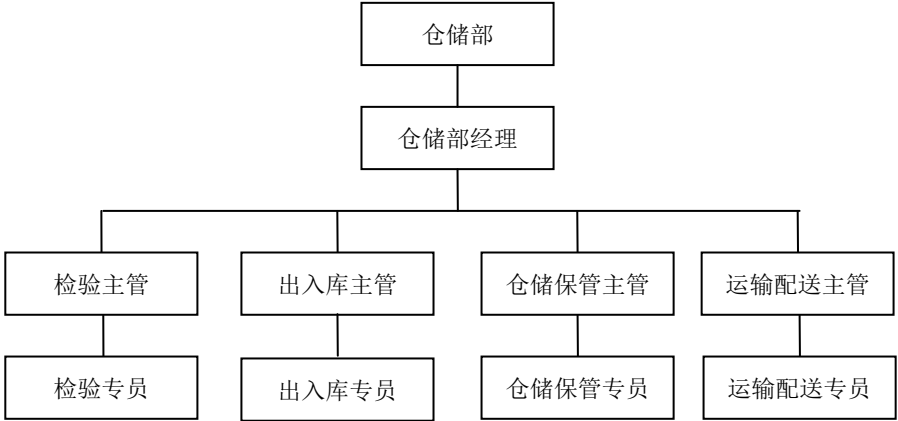 仓储部
仓储部经理
检验主管
出入库主管
仓储保管主管
运输配送主管
检验专员
出入库专员
仓储保管专员
运输配送专员